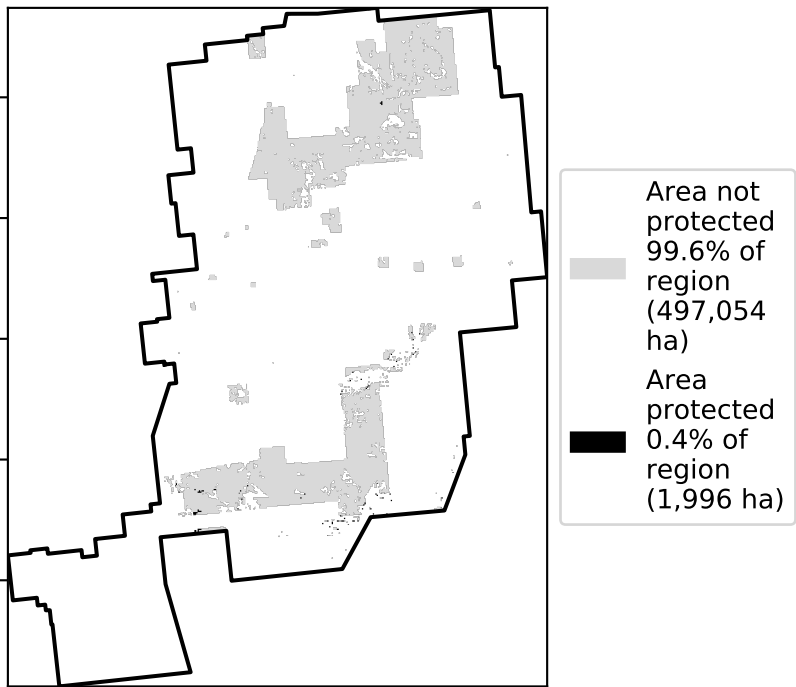 Area not
protected
99.6% of
region
(497,054
ha)
Area
protected
0.4% of
region
(1,996 ha)